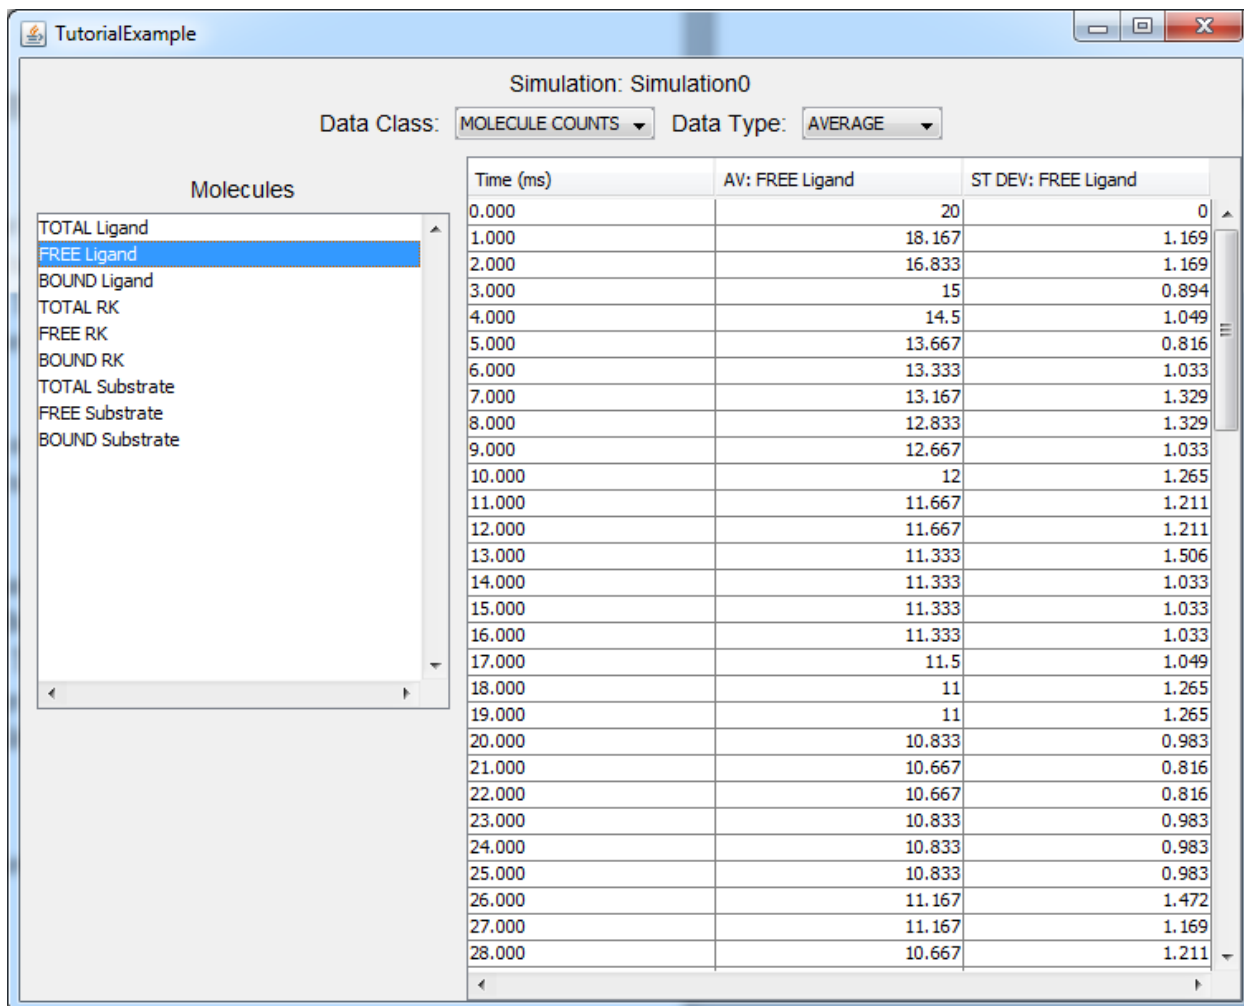 TutorialExample
Simulation: Simulation0
Data Class: MOLECULE COUNTS Data Type: AVERAGE
Molecules
TOTAL Ligand
FREE Ligand
BOUND Ligand
TOTAL RK
FREE RK
BOUND RK
TOTAL Substrate
FREE Substrate
BOUND Substrate
Time (ms) AV: FREE Ligand ST DEV: FREE Ligand
0.000 20 0
1.000 18.167 1.169
2.000 16.833 1.169
3.000 15 0.894
4.000 14.5 1.049
5.000 13.667 0.816
6.000 13.333 1.033
7.000 13.167 1.329
8.000 12.833 1.329
9.000 12.667 1.033
10.000 12 1.265
11.000 11.667 1.211
12.000 11.667 1.211
13.000 11.333 1.506
14.000 11.333 1.033
15.000 11.333 1.033
16.000 11.333 1.033
17.000 11.5 1.049
18.000 11 1.265
19.000 11 1.265
20.000 10.833 0.983
21.000 10.667 0.816
22.000 10.667 0.816
23.000 10.833 0.983
24.000 10.833 0.983
25.000 10.833 0.983
26.000 11.167 1.472
27.000 11.167 1.169
28.000 10.667 1.211